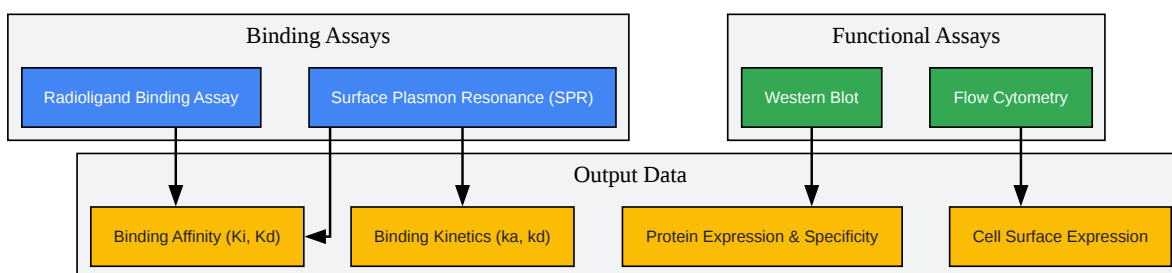 Binding Assays
Functional Assays
Radioligand Binding Assay
Surface Plasmon Resonance (SPR)
Western Blot
Flow Cytometry
Output Data
Binding Affinity (Ki, Kd)
Binding Kinetics (ka, kd)
Protein Expression & Specificity
Cell Surface Expression